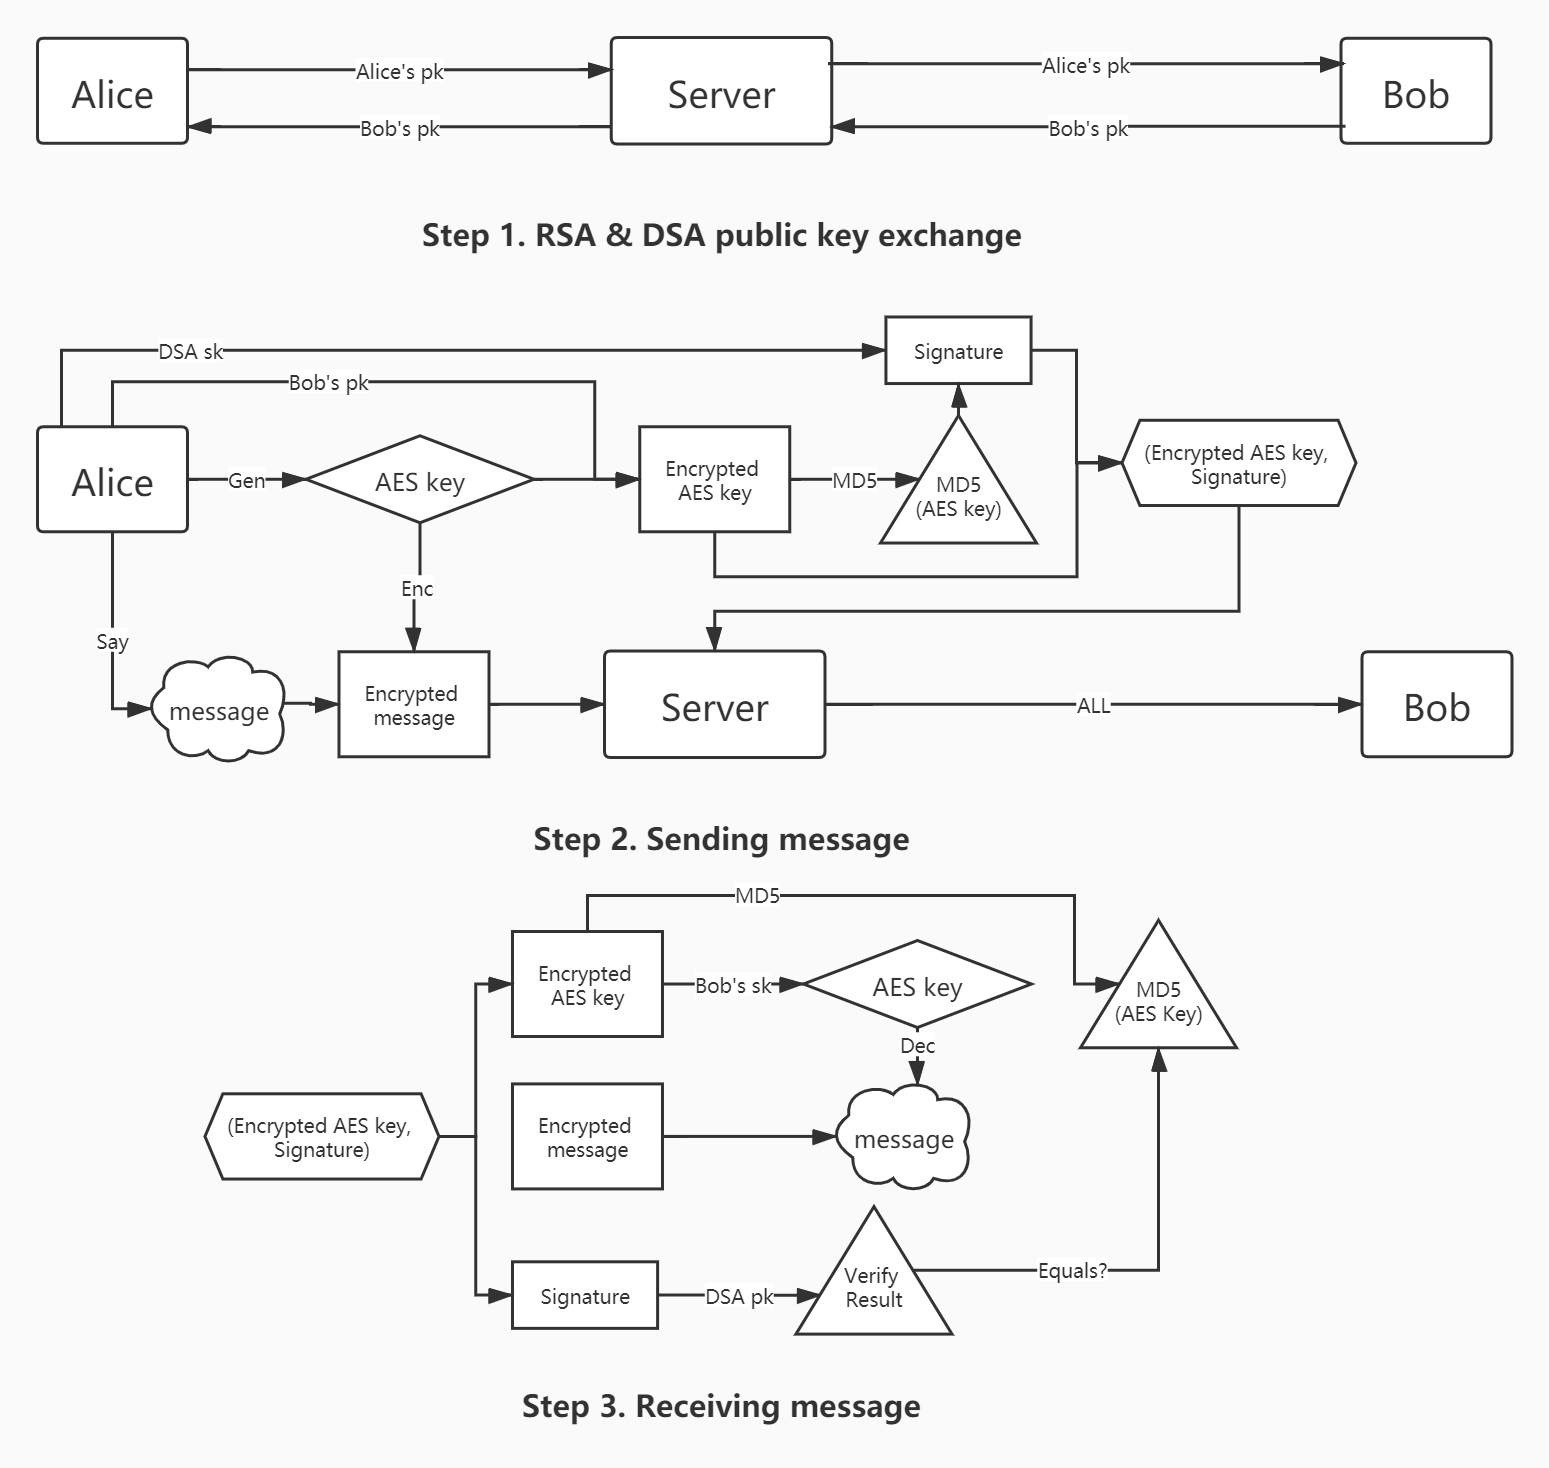 Alice
Alice's pk
Bob's pk
Server
Alice's pk
Bob's pk
Bob
Step 1. RSA & DSA public key exchange
DSA sk
Signature
Bob's pk
Alice
Gen
AES key
Encrypted
AES key
MD5
MD5
(AES key)
(Encrypted AES key,
Signature)
Enc
Say
message
Encrypted
message
Server
ALL
Bob
Step 2. Sending message
MD5
Encrypted
AES key
Bob's sk
AES key
MD5
(AES Key)
Dec
(Encrypted AES key,
Signature)
Encrypted
message
message
Signature
DSA pk
Verify
Result
Equals?
Step 3. Receiving message